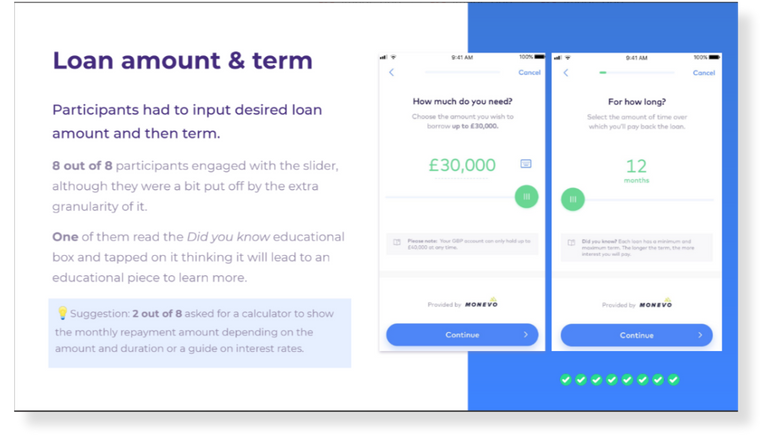 Loan amount & term
Participants had to input desired loan
amount and then term.
8 out of 8 participants engaged with the slider,
although they were a bit put off by the extra
granularity of it.
One of them read the Did you know educational
box and tapped on it thinking it will lead to an
educational piece to learn more.
Suggestion: 2 out of 8 asked for a calculator to show
the monthly repayment amount depending on the
amount and duration or a guide on interest rates.
9:41 AM
100%
Cancel
How much do you need?
Choose the amount you wish to
borrow up to £30,000.
£30,000
Please note: Your GBP account can only hold up to
£40,000 at any time.
Provided by MONEVO
Continue
9:41 AM
100%
Cancel
For how long?
Select the amount of time over
which you'll pay back the loan.
12
months
Did you know? Each loan has a minimum and
maximum term. The longer the term, the more
interest you will pay.
Provided by MONEVO
Continue